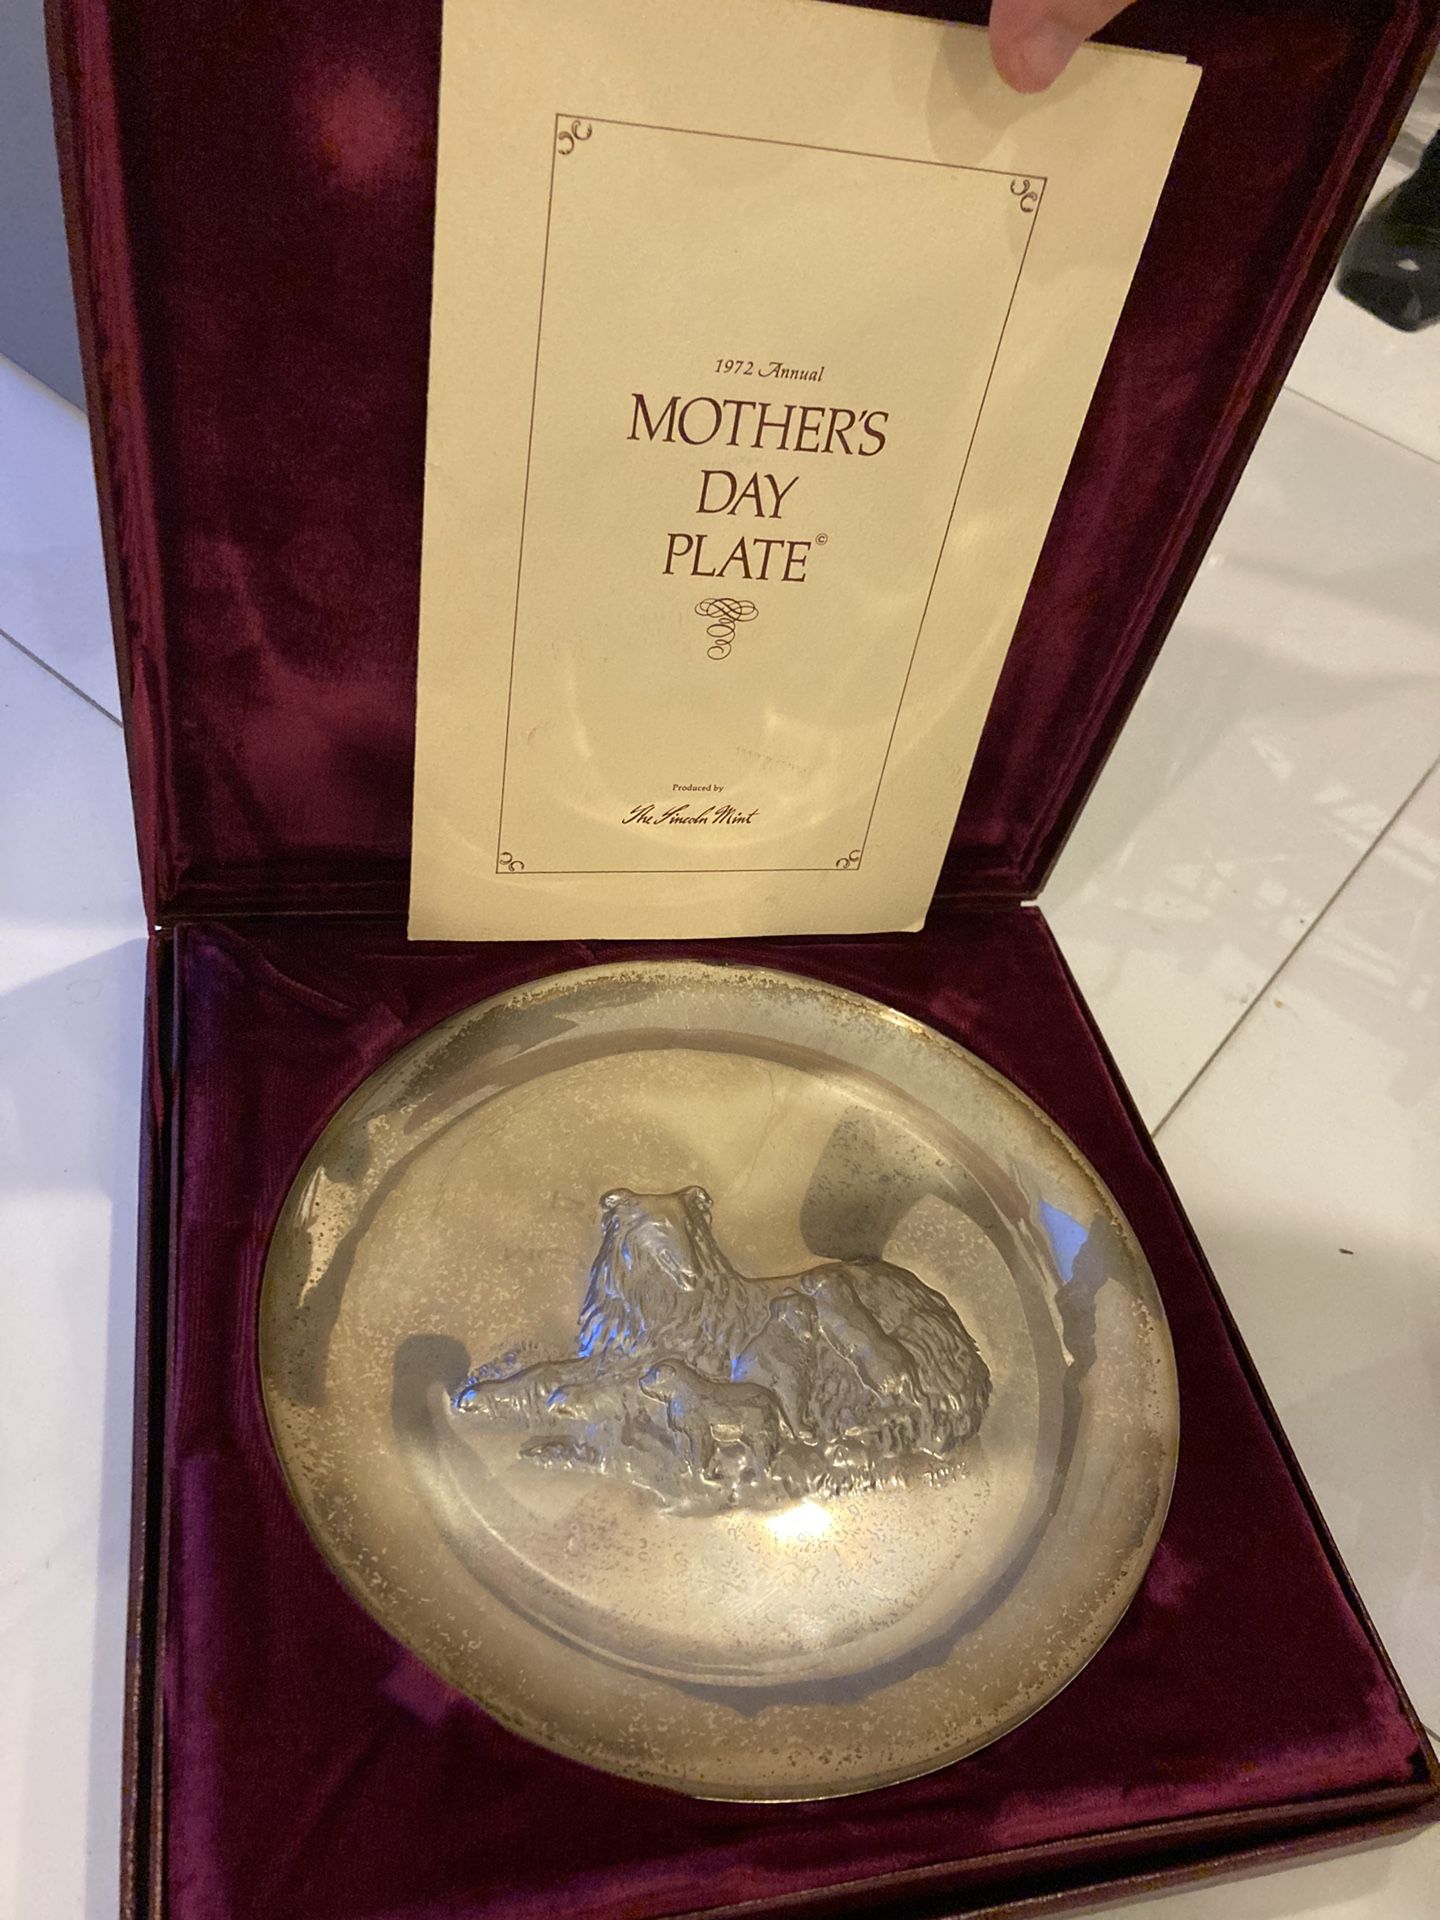 1972 Annual
MOTHER'S
DAY
PLATE©
Produced by
The Lincoln Mint